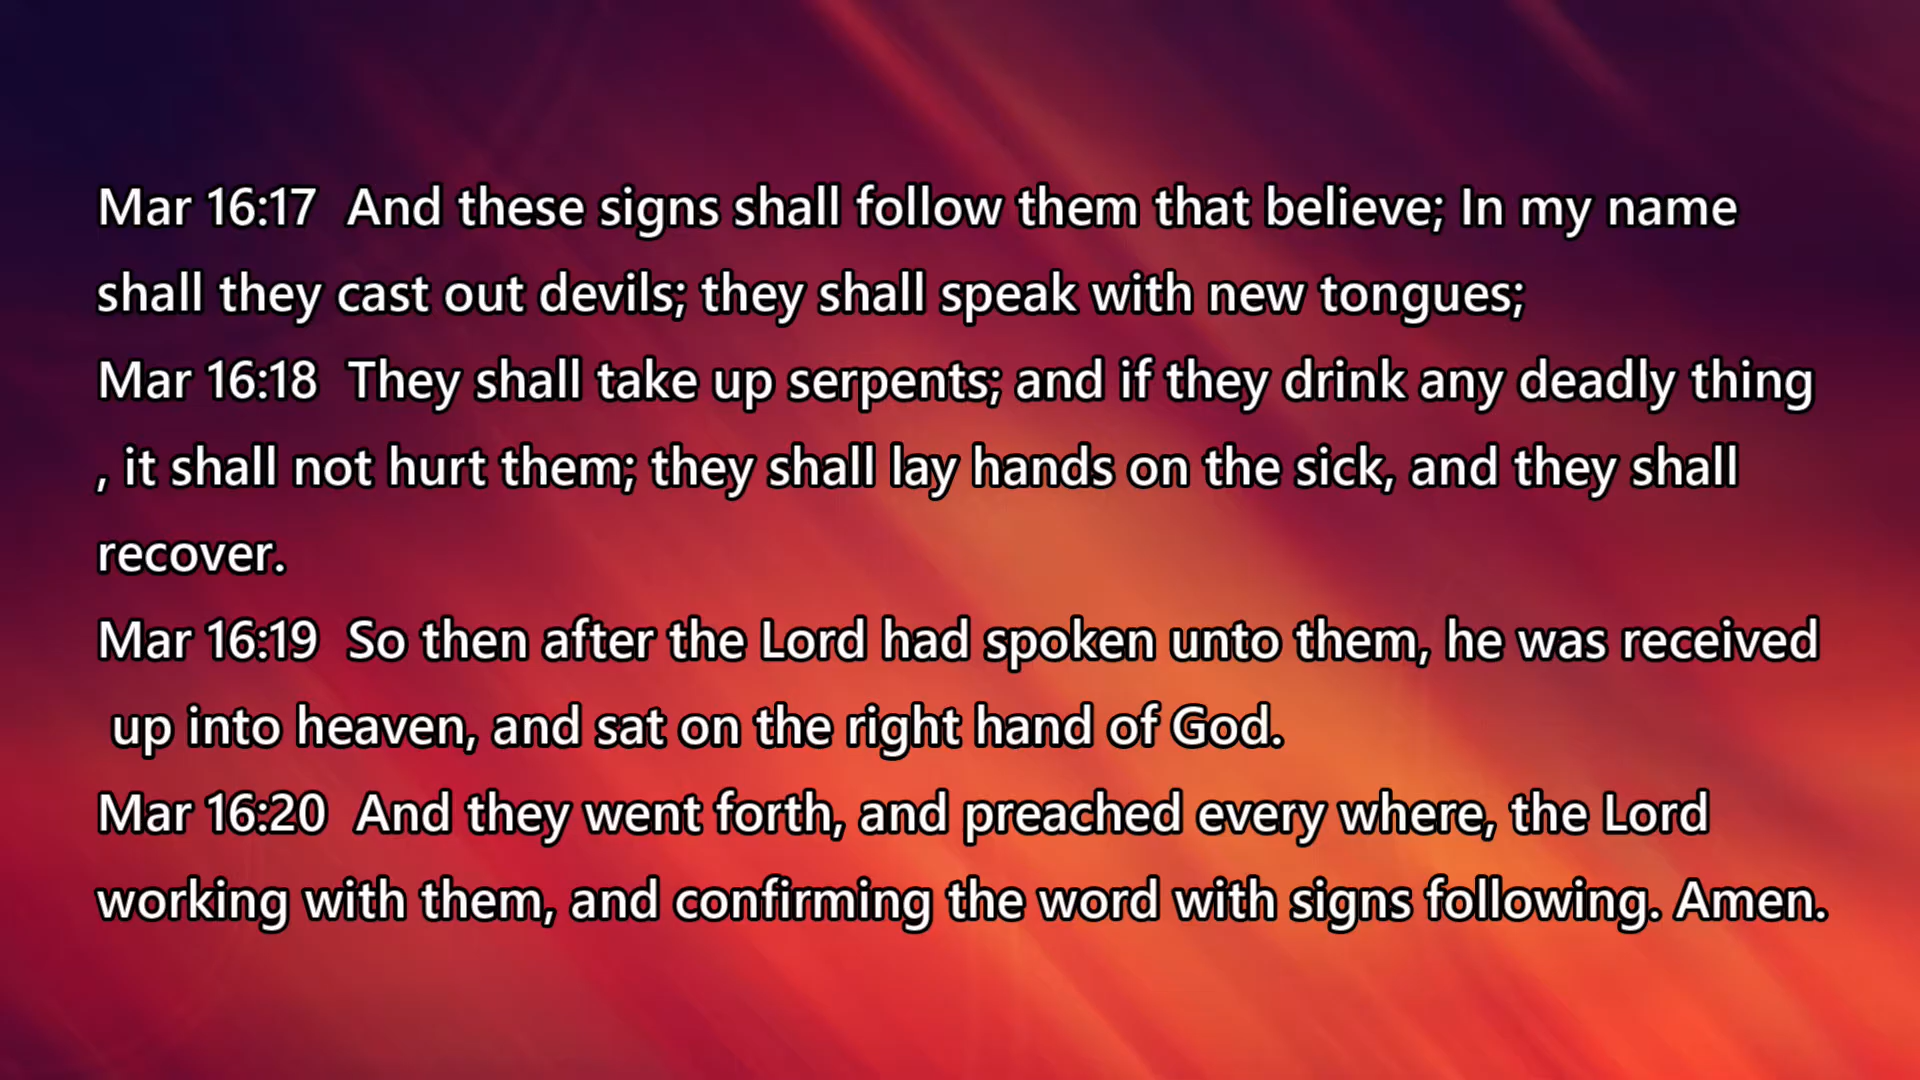 Mar 16:17  And these signs shall follow them that believe; In my name
shall they cast out devils; they shall speak with new tongues;
Mar 16:18  They shall take up serpents; and if they drink any deadly thing
, it shall not hurt them; they shall lay hands on the sick, and they shall
recover.
Mar 16:19  So then after the Lord had spoken unto them, he was received
up into heaven, and sat on the right hand of God.
Mar 16:20  And they went forth, and preached every where, the Lord
working with them, and confirming the word with signs following. Amen.